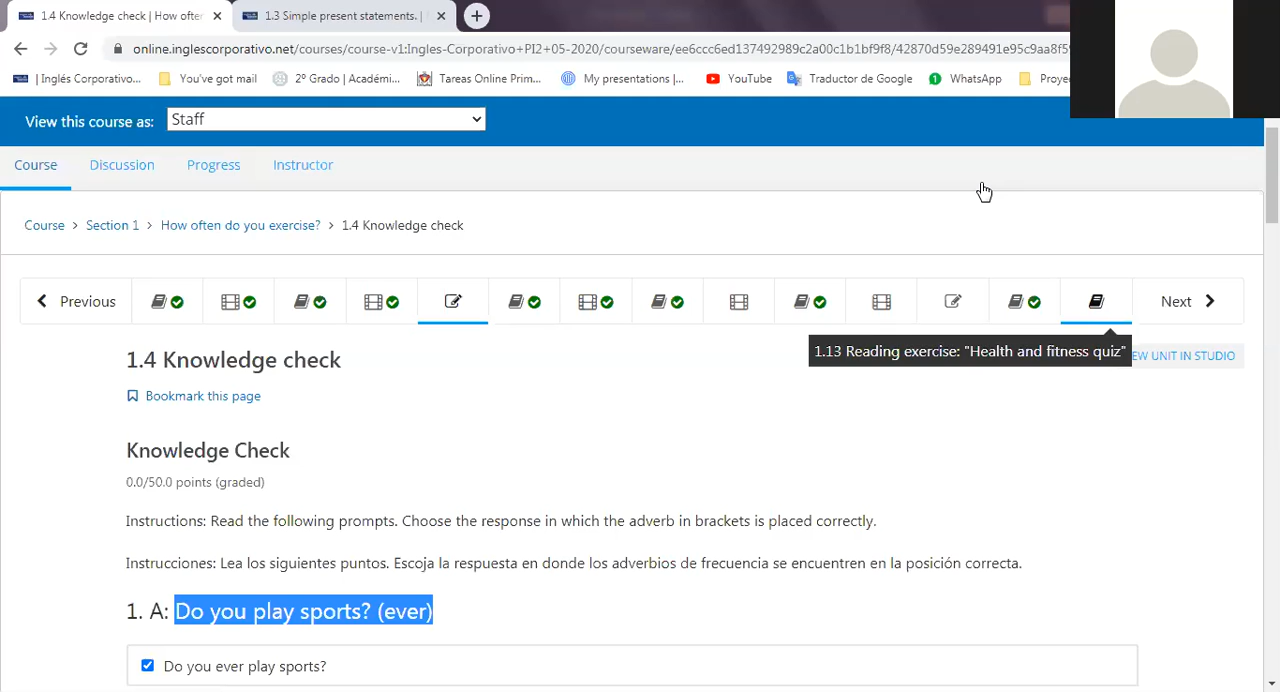 1.4 Knowledge check | How ofter
1.3 Simple present statements. |
online.inglescorporativo.net/courses/course-v1:Ingles-Corporativo+PI2+05-2020/courseware/ee6ccc6ed137492989c2a00c1b1bf9f8/42870d59e289491e95c9aa8f5
| Inglés Corporativo... You've got mail 2º Grado | Académi... Tareas Online Prim... My presentations |... YouTube Traductor de Google WhatsApp Proye
View this course as: Staff
Course Discussion Progress Instructor
Course > Section 1 > How often do you exercise? > 1.4 Knowledge check
Previous Next
1.13 Reading exercise: "Health and fitness quiz"
EW UNIT IN STUDIO
1.4 Knowledge check
Bookmark this page
Knowledge Check
0.0/50.0 points (graded)
Instructions: Read the following prompts. Choose the response in which the adverb in brackets is placed correctly.
Instrucciones: Lea los siguientes puntos. Escoja la respuesta en donde los adverbios de frecuencia se encuentren en la posición correcta.
1. A: Do you play sports? (ever)
Do you ever play sports?